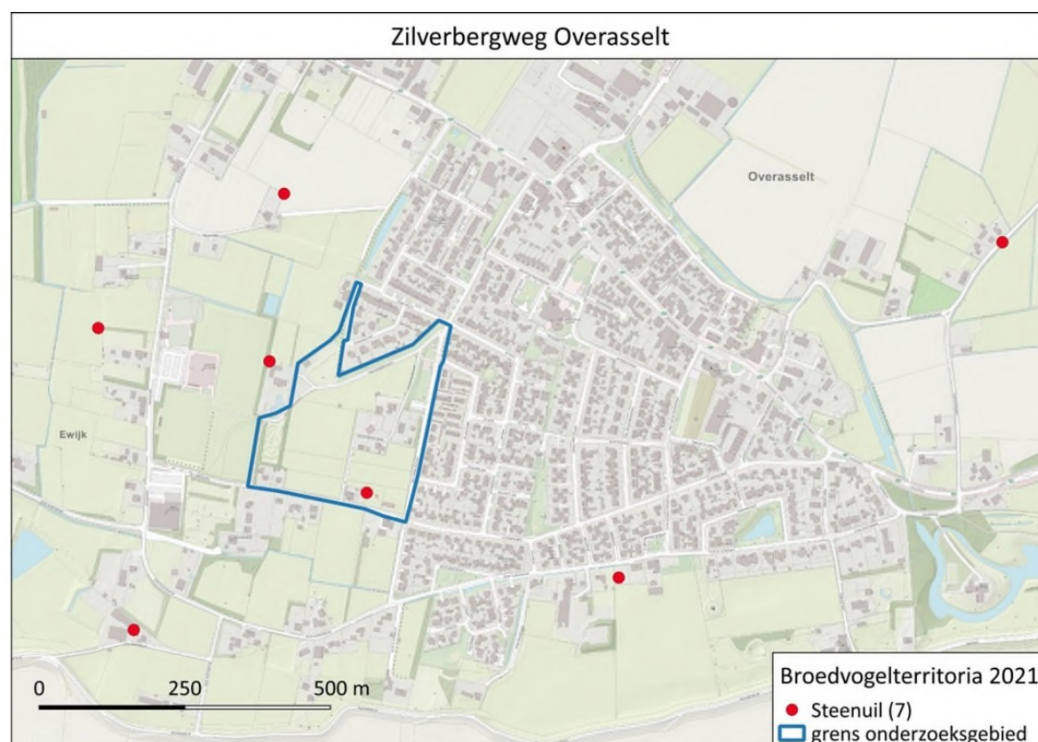 Zilverbergweg Overasselt
Overasselt
Ewijk
0 250 500 m
Broedvogelterritoria 2021
Steenuil (7)
grens onderzoeksgebied